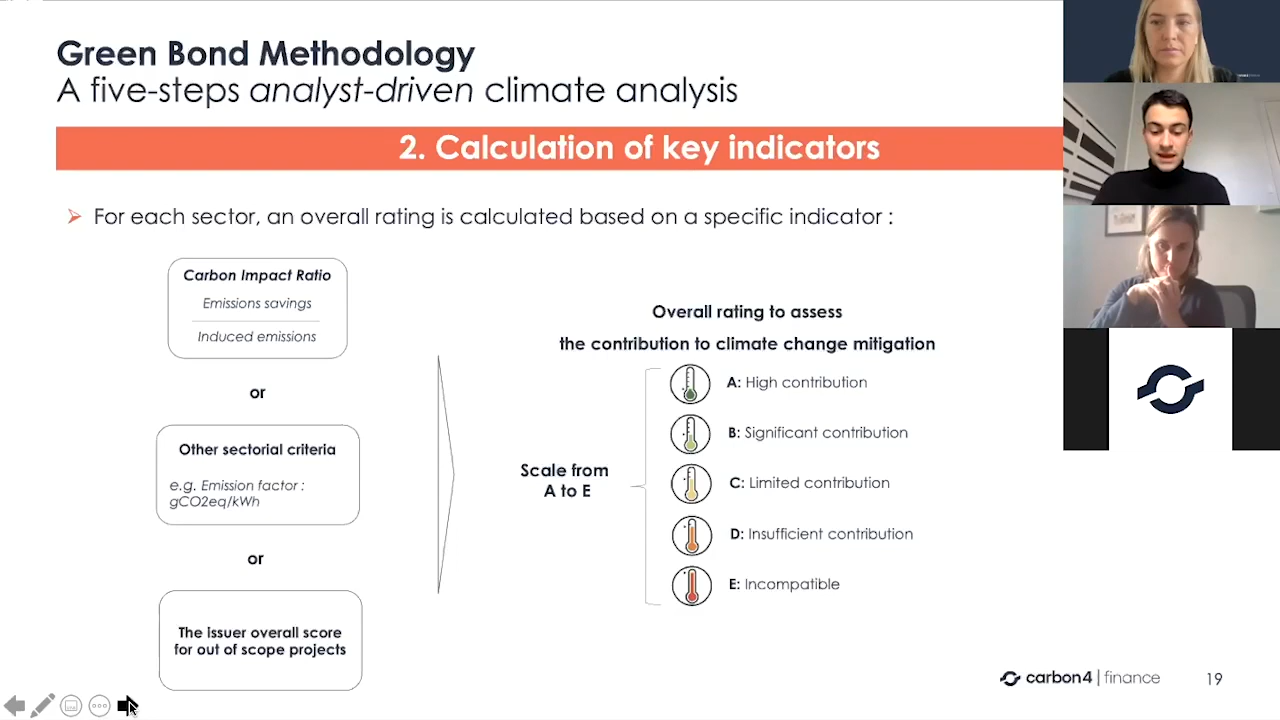 Green Bond Methodology
A five-steps analyst-driven climate analysis
2. Calculation of key indicators
For each sector, an overall rating is calculated based on a specific indicator :
Carbon Impact Ratio
Emissions savings
Induced emissions
or
Other sectorial criteria
e.g. Emission factor :
gCO2eq/kWh
or
The issuer overall score
for out of scope projects
Overall rating to assess
the contribution to climate change mitigation
Scale from
A to E
A: High contribution
B: Significant contribution
C: Limited contribution
D: Insufficient contribution
E: Incompatible
carbon4 | finance
19